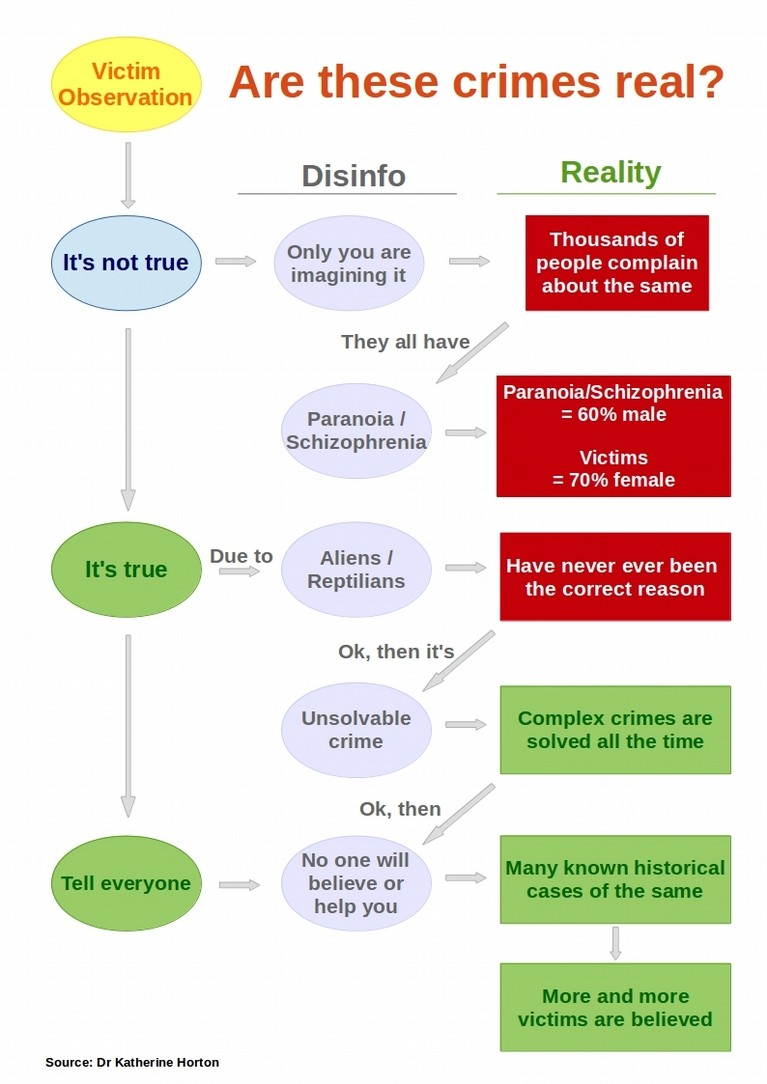 Victim
Observation
Are these crimes real?
Disinfo
Reality
It's not true
Only you are
imagining it
Thousands of
people complain
about the same
They all have
Paranoia /
Schizophrenia
Paranoia/Schizophrenia
= 60% male
Victims
= 70% female
It's true
Due to
Aliens /
Reptilians
Have never ever been
the correct reason
Ok, then it's
Unsolvable
crime
Complex crimes are
solved all the time
Ok, then
Tell everyone
No one will
believe or
help you
Many known historical
cases of the same
More and more
victims are believed
Source: Dr Katherine Horton